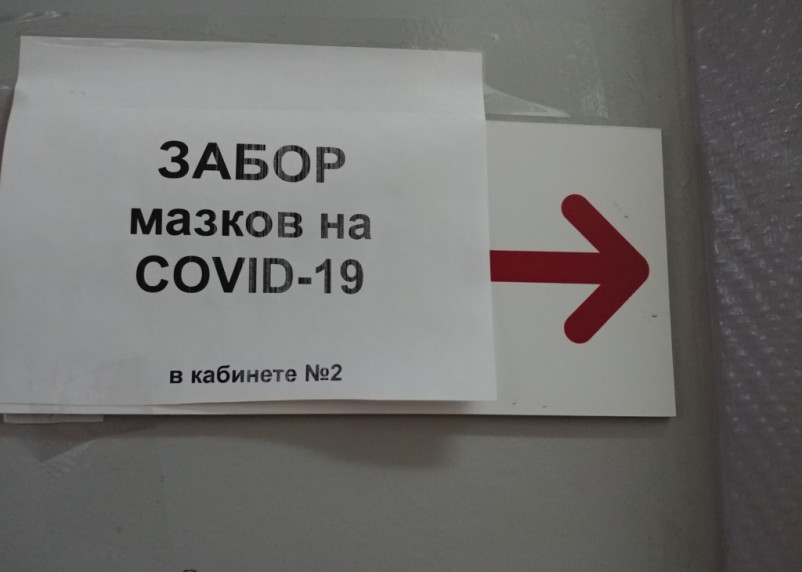 ЗАБОР
мазков на
COVID-19
в кабинете №2